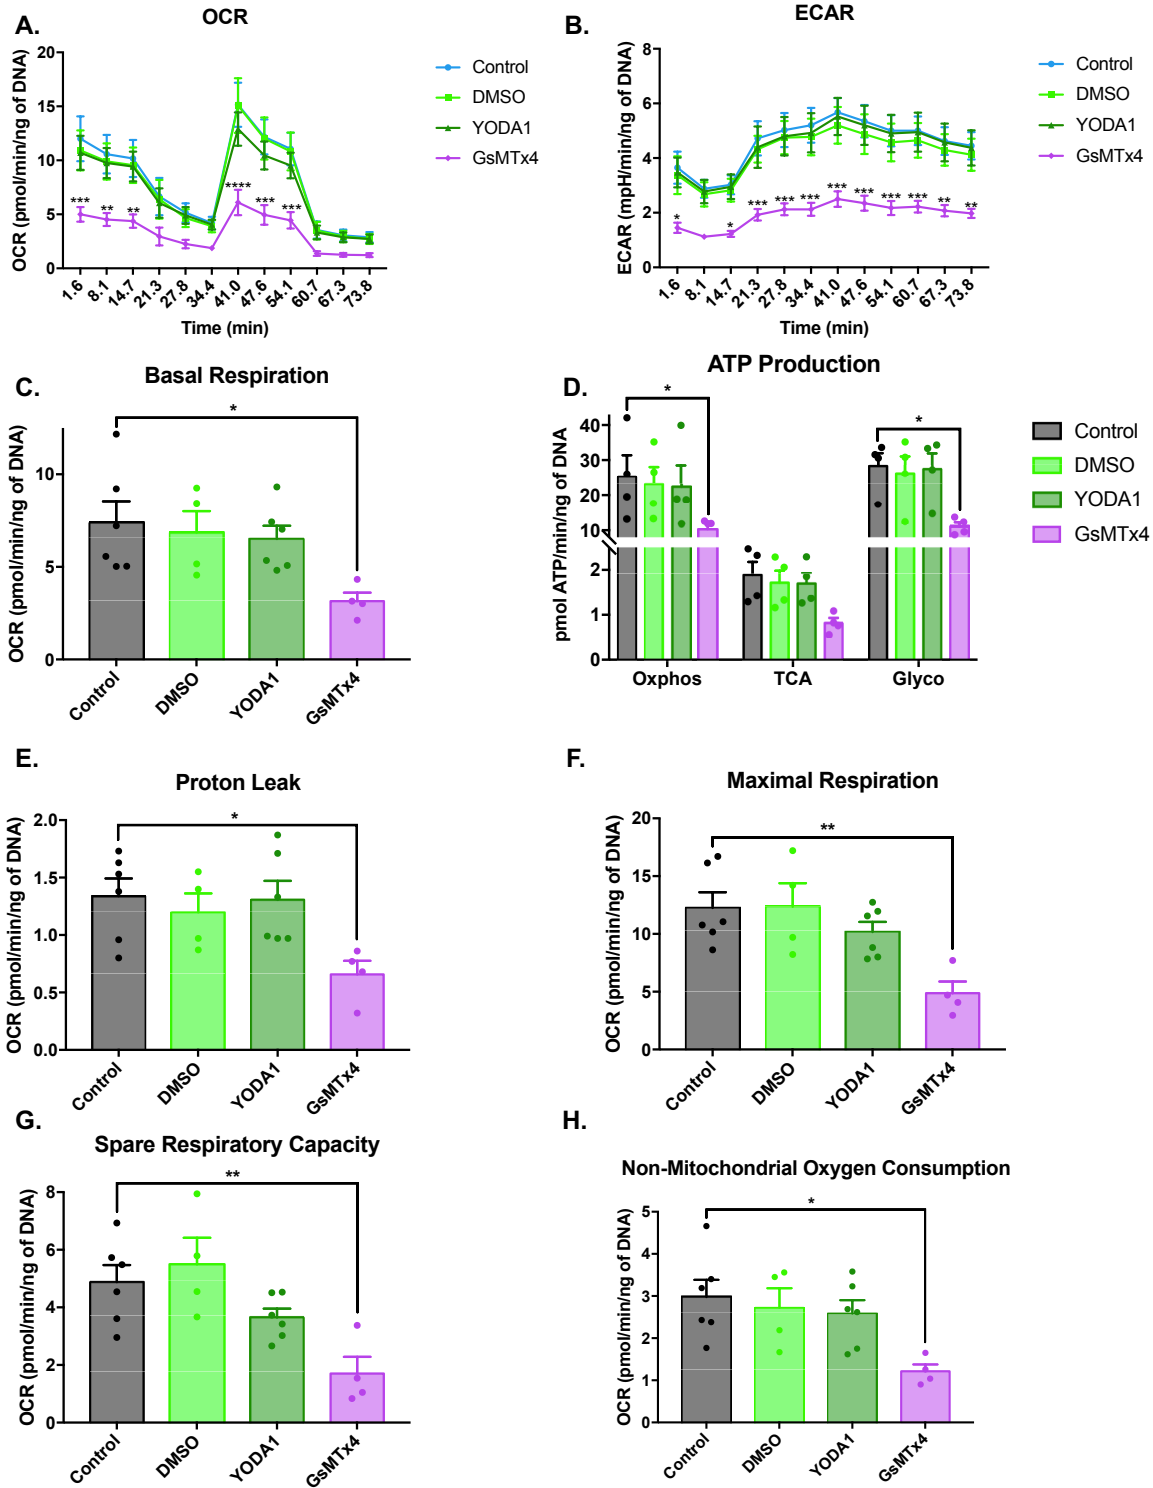 A.
OCR
OCR (pmol/min/ng of DNA)
20
15
10
5
0
*** ** ** **** *** ***
1.6 8.1 14.7 21.3 27.8 34.4 41.0 47.6 54.1 60.7 67.3 73.8
Time (min)
Control
DMSO
YODA1
GsMTx4
B.
ECAR
ECAR (mpH/min/ng of DNA)
8
6
4
2
0
* * *** *** *** *** *** *** *** ** **
1.6 8.1 14.7 21.3 27.8 34.4 41.0 47.6 54.1 60.7 67.3 73.8
Time (min)
Control
DMSO
YODA1
GsMTx4
C.
Basal Respiration
OCR (pmol/min/ng of DNA)
*
10
5
0
Control DMSO YODA1 GsMTx4
D.
ATP Production
pmol ATP/min/ng of DNA
* *
40
30
20
10
2
1
0
Oxphos TCA Glyco
Control
DMSO
YODA1
GsMTx4
E.
Proton Leak
OCR (pmol/min/ng of DNA)
*
2.0
1.5
1.0
0.5
0.0
Control DMSO YODA1 GsMTx4
F.
Maximal Respiration
OCR (pmol/min/ng of DNA)
**
20
15
10
5
0
Control DMSO YODA1 GsMTx4
G.
Spare Respiratory Capacity
OCR (pmol/min/ng of DNA)
**
8
6
4
2
0
Control DMSO YODA1 GsMTx4
H.
Non-Mitochondrial Oxygen Consumption
OCR (pmol/min/ng of DNA)
*
5
4
3
2
1
0
Control DMSO YODA1 GsMTx4